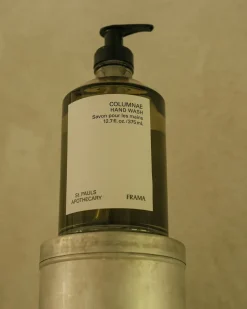 COLUMNAE
HAND WASH
Savon pour les mains
12.7 fl. oz. / 375 mL
St. PAULS
APOTHECARY
FRAMA